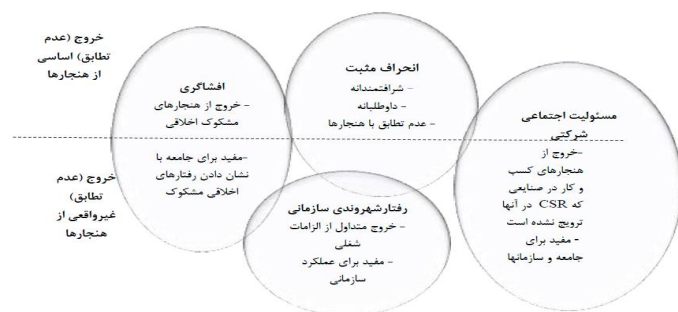 خروج (عدم
تطابق) اساسی
از هنجارها
خروج (عدم
تطابق)
غیرواقعی از
هنجارها
افشاگری
- خروج از هنجارهای
مشکوک اخلاقی
-مفید برای جامعه با
نشان دادن رفتارهای
اخلاقی مشکوک
انحراف مثبت
- شرافتمندانه
- داوطلبانه
- عدم تطابق با هنجارها
رفتارشهروندی سازمانی
- خروج متداول از الزامات
شغلی
- مفید برای عملکرد
سازمانی
مسئولیت اجتماعی
شرکتی
-خروج از
هنجارهای کسب
و کار در صنایعی
که CSR در آنها
ترویج نشده است
- مفید برای
جامعه و سازمانها